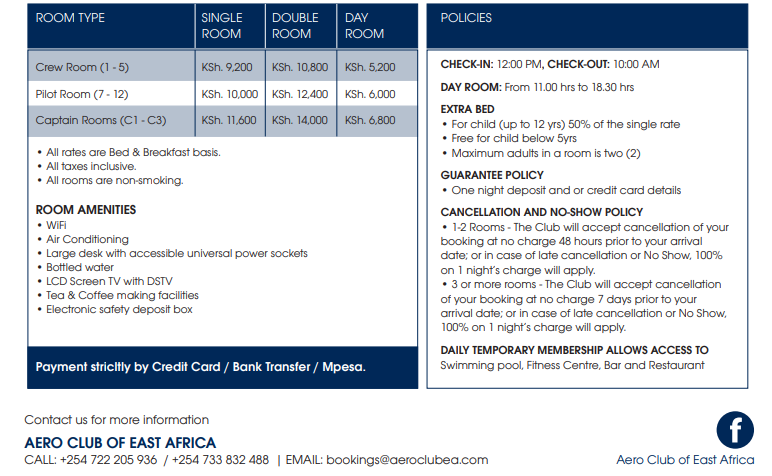 ROOM TYPE SINGLE ROOM DOUBLE ROOM DAY ROOM
Crew Room (1 - 5) KSh. 9,200 KSh. 10,800 KSh. 5,200
Pilot Room (7 - 12) KSh. 10,000 KSh. 12,400 KSh. 6,000
Captain Rooms (C1 - C3) KSh. 11,600 KSh. 14,000 KSh. 6,800
• All rates are Bed & Breakfast basis.
• All taxes inclusive.
• All rooms are non-smoking.
ROOM AMENITIES
• WiFi
• Air Conditioning
• Large desk with accessible universal power sockets
• Bottled water
• LCD Screen TV with DSTV
• Tea & Coffee making facilities
• Electronic safety deposit box
Payment stricltly by Credit Card / Bank Transfer / Mpesa.
POLICIES
CHECK-IN: 12:00 PM, CHECK-OUT: 10:00 AM
DAY ROOM: From 11.00 hrs to 18.30 hrs
EXTRA BED
• For child (up to 12 yrs) 50% of the single rate
• Free for child below 5yrs
• Maximum adults in a room is two (2)
GUARANTEE POLICY
• One night deposit and or credit card details
CANCELLATION AND NO-SHOW POLICY
• 1-2 Rooms - The Club will accept cancellation of your
booking at no charge 48 hours prior to your arrival
date; or in case of late cancellation or No Show, 100%
on 1 night's charge will apply.
• 3 or more rooms - The Club will accept cancellation
of your booking at no charge 7 days prior to your
arrival date; or in case of late cancellation or No Show,
100% on 1 night's charge will apply.
DAILY TEMPORARY MEMBERSHIP ALLOWS ACCESS TO
Swimming pool, Fitness Centre, Bar and Restaurant
Contact us for more information
AERO CLUB OF EAST AFRICA
CALL: +254 722 205 936 / +254 733 832 488 | EMAIL: bookings@aeroclubea.com
f
Aero Club of East Africa